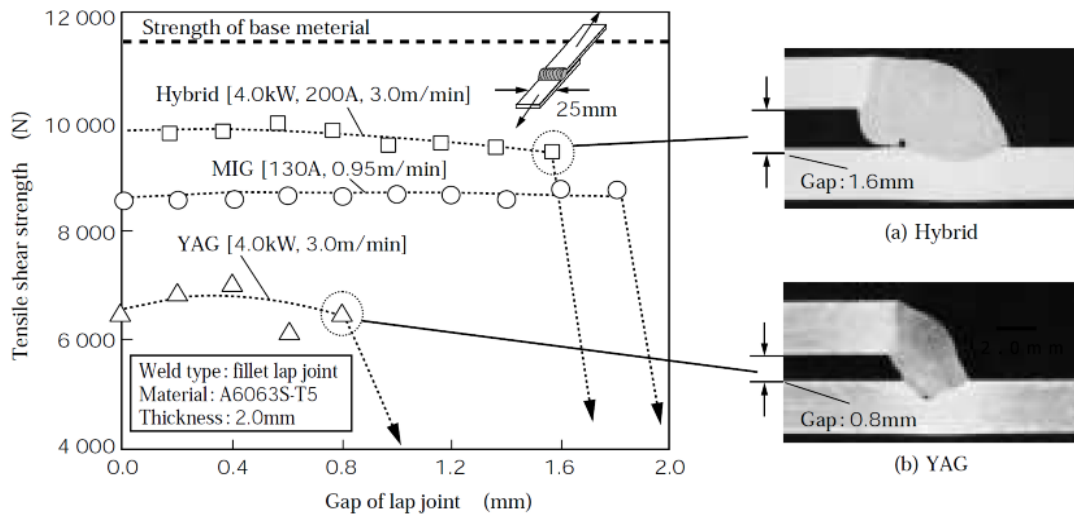 12 000
10 000
8 000
6 000
4 000
Tensile shear strength (N)
Strength of base meterial
Hybrid [4.0kW, 200A, 3.0m/min]
25mm
MIG [130A, 0.95m/min]
YAG [4.0kW, 3.0m/min]
Weld type : fillet lap joint
Material : A6063S-T5
Thickness : 2.0mm
0.0 0.4 0.8 1.2 1.6 2.0
Gap of lap joint (mm)
Gap : 1.6mm
(a) Hybrid
2.0mm
Gap : 0.8mm
(b) YAG